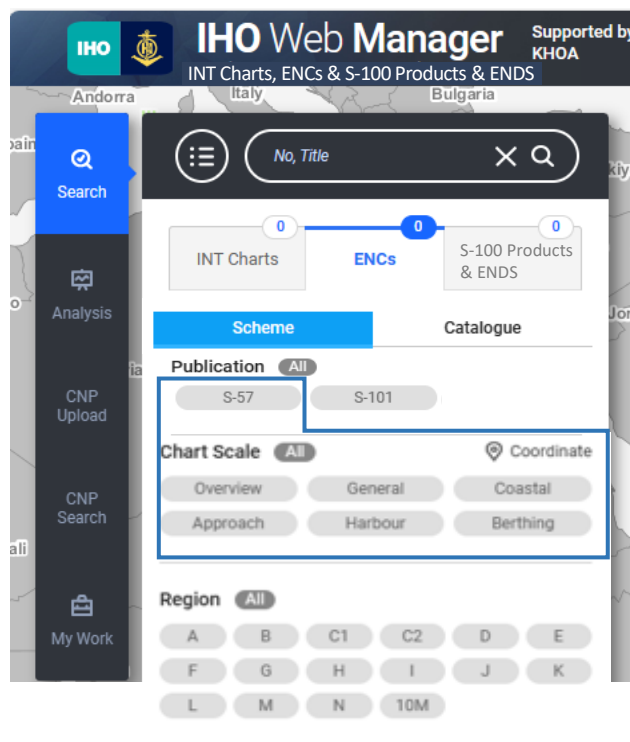 IHO
IHO Web Manager
Supported by
KHOA
INT Charts, ENCs & S-100 Products & ENDS
Andorra
Italy
Bulgaria
Search
No, Title
0
0
0
INT Charts
ENCs
S-100 Products
& ENDS
Analysis
Scheme
Catalogue
Publication All
S-57
S-101
CNP
Upload
Chart Scale All
Coordinate
Overview
General
Coastal
Approach
Harbour
Berthing
CNP
Search
Region All
My Work
A
B
C1
C2
D
E
F
G
H
I
J
K
L
M
N
10M